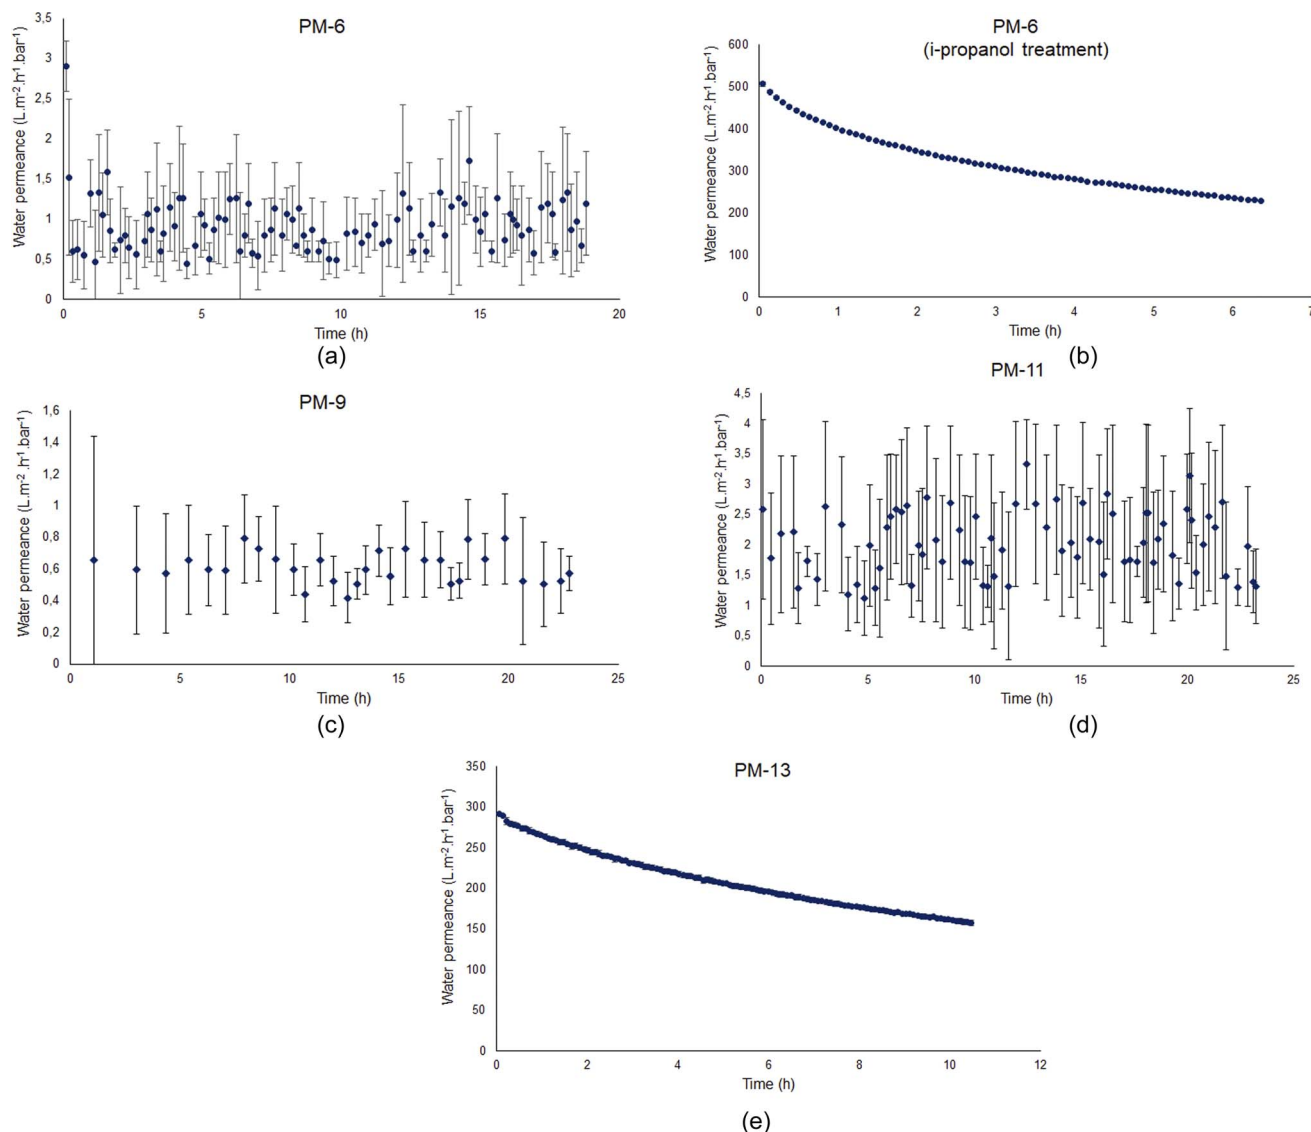 PM-6
3,5
3
2,5
2
1,5
1
0,5
0
Water permeance (L.m-2.h-1.bar-1)
0 5 10 15 20
Time (h)
(a)
PM-6
(i-propanol treatment)
600
500
400
300
200
100
0
Water permeance (L.m-2.h-1.bar-1)
0 1 2 3 4 5 6 7
Time (h)
(b)
PM-9
1,6
1,4
1,2
1
0,8
0,6
0,4
0,2
0
Water permeance (L.m-2.h-1.bar-1)
0 5 10 15 20 25
Time (h)
(c)
PM-11
4,5
4
3,5
3
2,5
2
1,5
1
0,5
0
Water permeance (L.m-2.h-1.bar-1)
0 5 10 15 20 25
Time (h)
(d)
PM-13
350
300
250
200
150
100
50
0
Water permeance (L.m-2.h-1.bar-1)
0 2 4 6 8 10 12
Time (h)
(e)